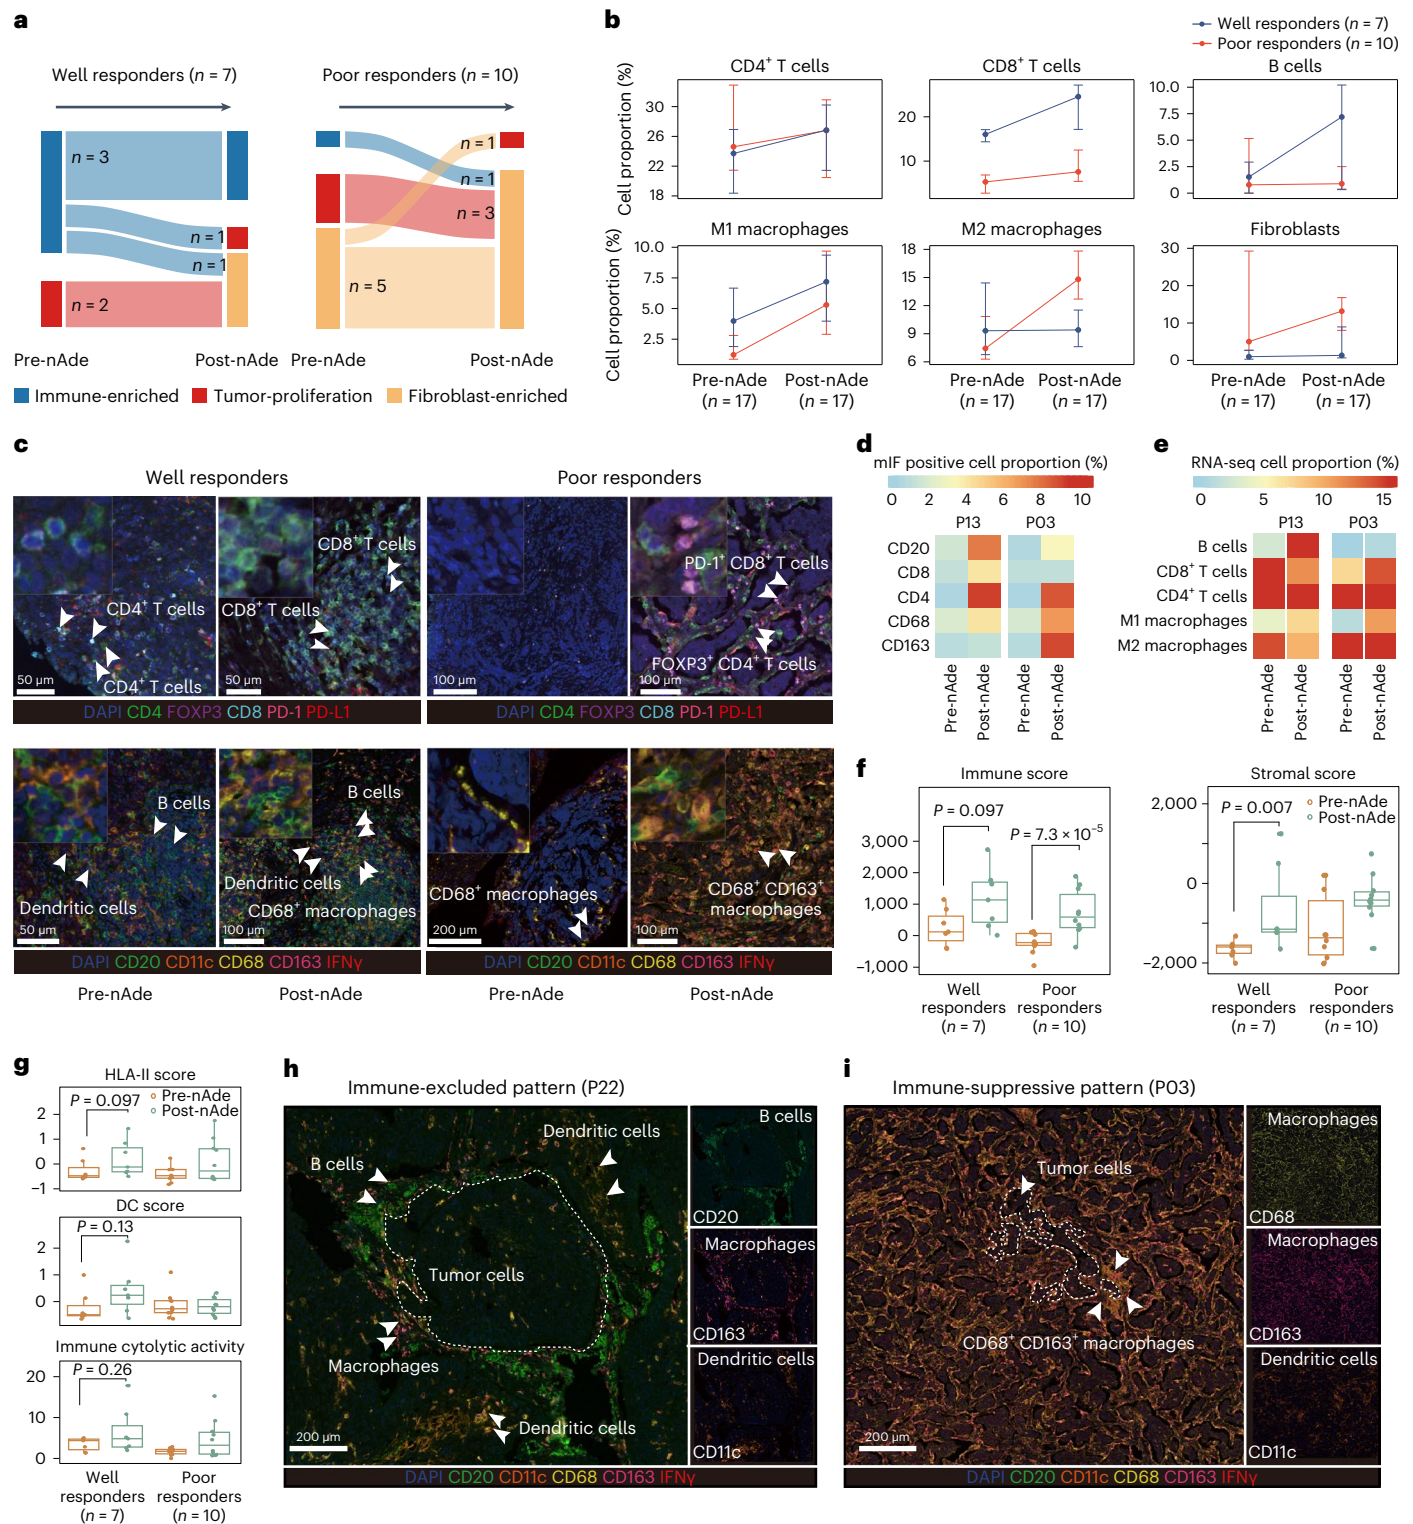 a
Well responders (n = 7)
Poor responders (n = 10)
n = 3
n = 1
n = 1
n = 2
n = 1
n = 1
n = 3
n = 5
Pre-nAde
Post-nAde
Pre-nAde
Post-nAde
Immune-enriched
Tumor-proliferation
Fibroblast-enriched
b
Well responders (n = 7)
Poor responders (n = 10)
CD4+ T cells
CD8+ T cells
B cells
Cell proportion (%)
30
26
22
18
20
10
10.0
7.5
5.0
2.5
0
M1 macrophages
M2 macrophages
Fibroblasts
Cell proportion (%)
10.0
7.5
5.0
2.5
18
15
12
9
6
30
20
10
0
Pre-nAde
(n = 17)
Post-nAde
(n = 17)
Pre-nAde
(n = 17)
Post-nAde
(n = 17)
Pre-nAde
(n = 17)
Post-nAde
(n = 17)
c
Well responders
Poor responders
CD4+ T cells
CD4+ T cells
50 µm
CD8+ T cells
CD8+ T cells
50 µm
100 µm
PD-1+ CD8+ T cells
FOXP3+ CD4+ T cells
100 µm
DAPI CD4 FOXP3 CD8 PD-1 PD-L1
DAPI CD4 FOXP3 CD8 PD-1 PD-L1
B cells
Dendritic cells
50 µm
B cells
Dendritic cells
CD68+ macrophages
100 µm
CD68+ macrophages
200 µm
CD68+ CD163+
macrophages
100 µm
DAPI CD20 CD11c CD68 CD163 IFNγ
DAPI CD20 CD11c CD68 CD163 IFNγ
Pre-nAde
Post-nAde
Pre-nAde
Post-nAde
d
mIF positive cell proportion (%)
0 2 4 6 8 10
P13
P03
CD20
CD8
CD4
CD68
CD163
Pre-nAde
Post-nAde
Pre-nAde
Post-nAde
e
RNA-seq cell proportion (%)
0 5 10 15
P13
P03
B cells
CD8+ T cells
CD4+ T cells
M1 macrophages
M2 macrophages
Pre-nAde
Post-nAde
Pre-nAde
Post-nAde
f
Immune score
P = 0.097
P = 7.3 × 10−5
3,000
2,000
1,000
0
−1,000
Well
responders
(n = 7)
Poor
responders
(n = 10)
Stromal score
P = 0.007
Pre-nAde
Post-nAde
2,000
0
−2,000
Well
responders
(n = 7)
Poor
responders
(n = 10)
g
HLA-II score
P = 0.097
Pre-nAde
Post-nAde
2
1
0
−1
DC score
P = 0.13
2
1
0
Immune cytolytic activity
P = 0.26
20
10
0
Well
responders
(n = 7)
Poor
responders
(n = 10)
h
Immune-excluded pattern (P22)
Dendritic cells
B cells
Tumor cells
Macrophages
Dendritic cells
200 µm
B cells
CD20
Macrophages
CD163
Dendritic cells
CD11c
DAPI CD20 CD11c CD68 CD163 IFNγ
i
Immune-suppressive pattern (P03)
Tumor cells
CD68+ CD163+ macrophages
200 µm
Macrophages
CD68
Macrophages
CD163
Dendritic cells
CD11c
DAPI CD20 CD11c CD68 CD163 IFNγ